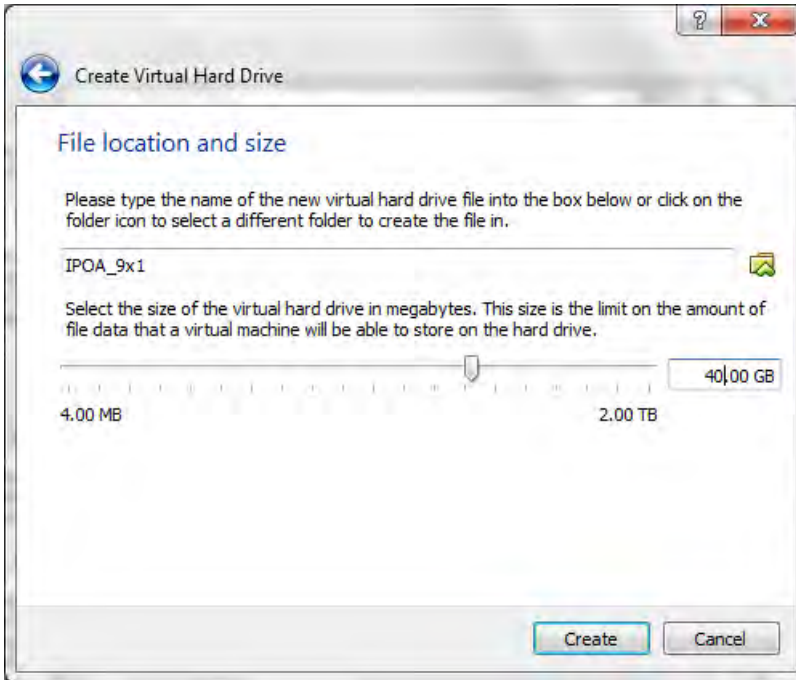 Create Virtual Hard Drive
File location and size
Please type the name of the new virtual hard drive file into the box below or click on the
folder icon to select a different folder to create the file in.
IPOA_9x1
Select the size of the virtual hard drive in megabytes. This size is the limit on the amount of
file data that a virtual machine will be able to store on the hard drive.
40.00 GB
4.00 MB 2.00 TB
Create Cancel